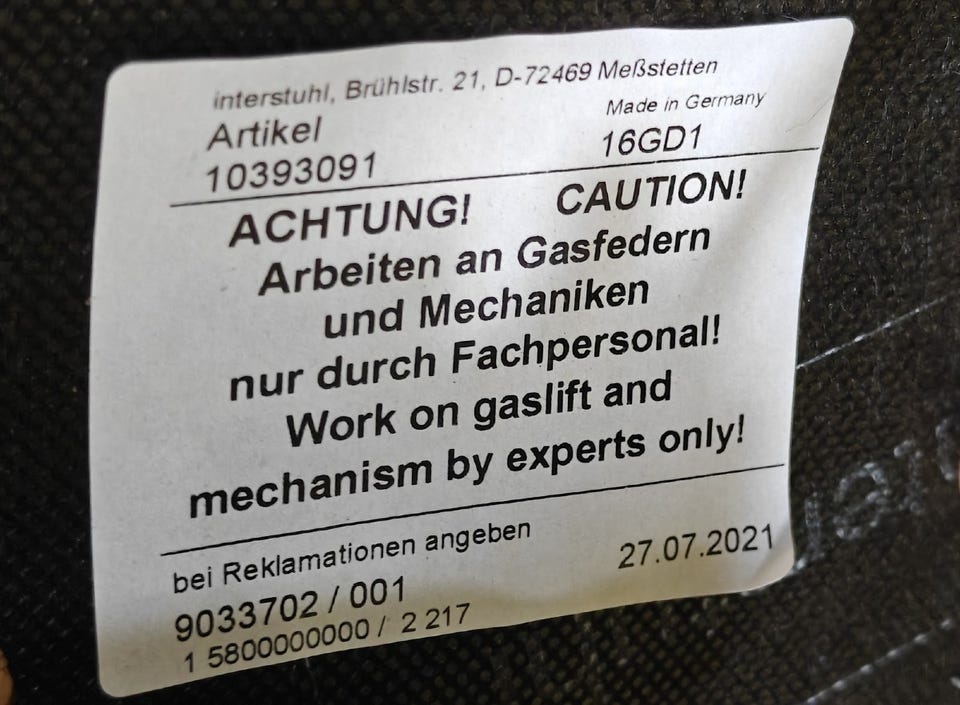 interstuhl, Brühlstr. 21, D-72469 Meßstetten
Made in Germany
Artikel
10393091 16GD1
ACHTUNG! CAUTION!
Arbeiten an Gasfedern
und Mechaniken
nur durch Fachpersonal!
Work on gaslift and
mechanism by experts only!
bei Reklamationen angeben
9033702 / 001 27.07.2021
1 5800000000 / 2 217